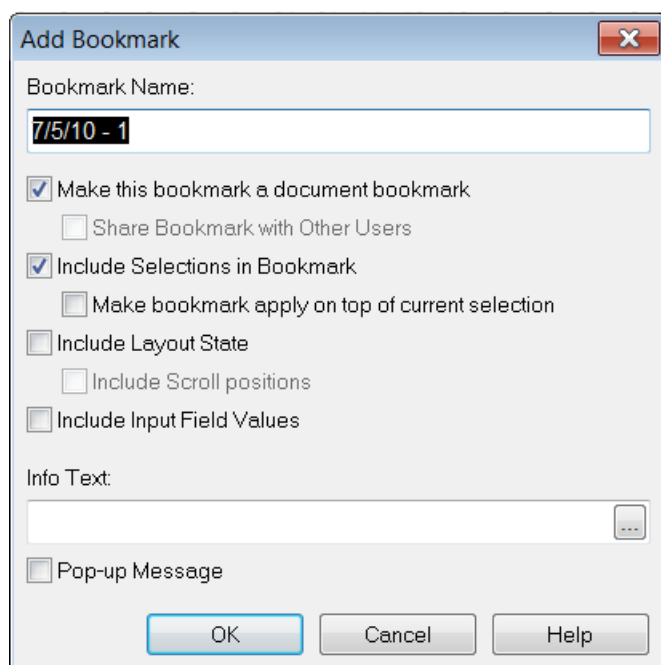 Add Bookmark
Bookmark Name:
7/5/10 - 1
Make this bookmark a document bookmark
Share Bookmark with Other Users
Include Selections in Bookmark
Make bookmark apply on top of current selection
Include Layout State
Include Scroll positions
Include Input Field Values
Info Text:
...
Pop-up Message
OK Cancel Help